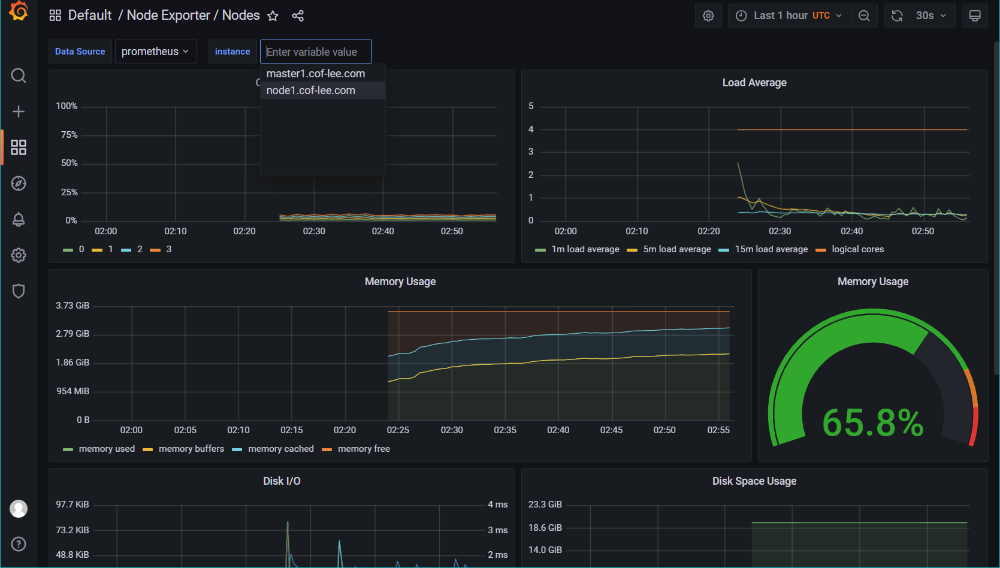 Default / Node Exporter / Nodes
Last 1 hour UTC
30s
Data Source prometheus instance Enter variable value
master1.cof-lee.com
node1.cof-lee.com
C
100%
75%
50%
25%
0%
02:00 02:10 02:20 02:30 02:40 02:50
0 1 2 3
Load Average
5
4
3
2
1
0
02:00 02:10 02:20 02:30 02:40 02:50
1m load average 5m load average 15m load average logical cores
Memory Usage
3.73 GiB
2.79 GiB
1.86 GiB
954 MiB
0 B
02:00 02:05 02:10 02:15 02:20 02:25 02:30 02:35 02:40 02:45 02:50 02:55
memory used memory buffers memory cached memory free
Memory Usage
65.8%
Disk I/O
97.7 KiB
73.2 KiB
48.8 KiB
4 ms
3 ms
2 ms
Disk Space Usage
23.3 GiB
18.6 GiB
14.0 GiB